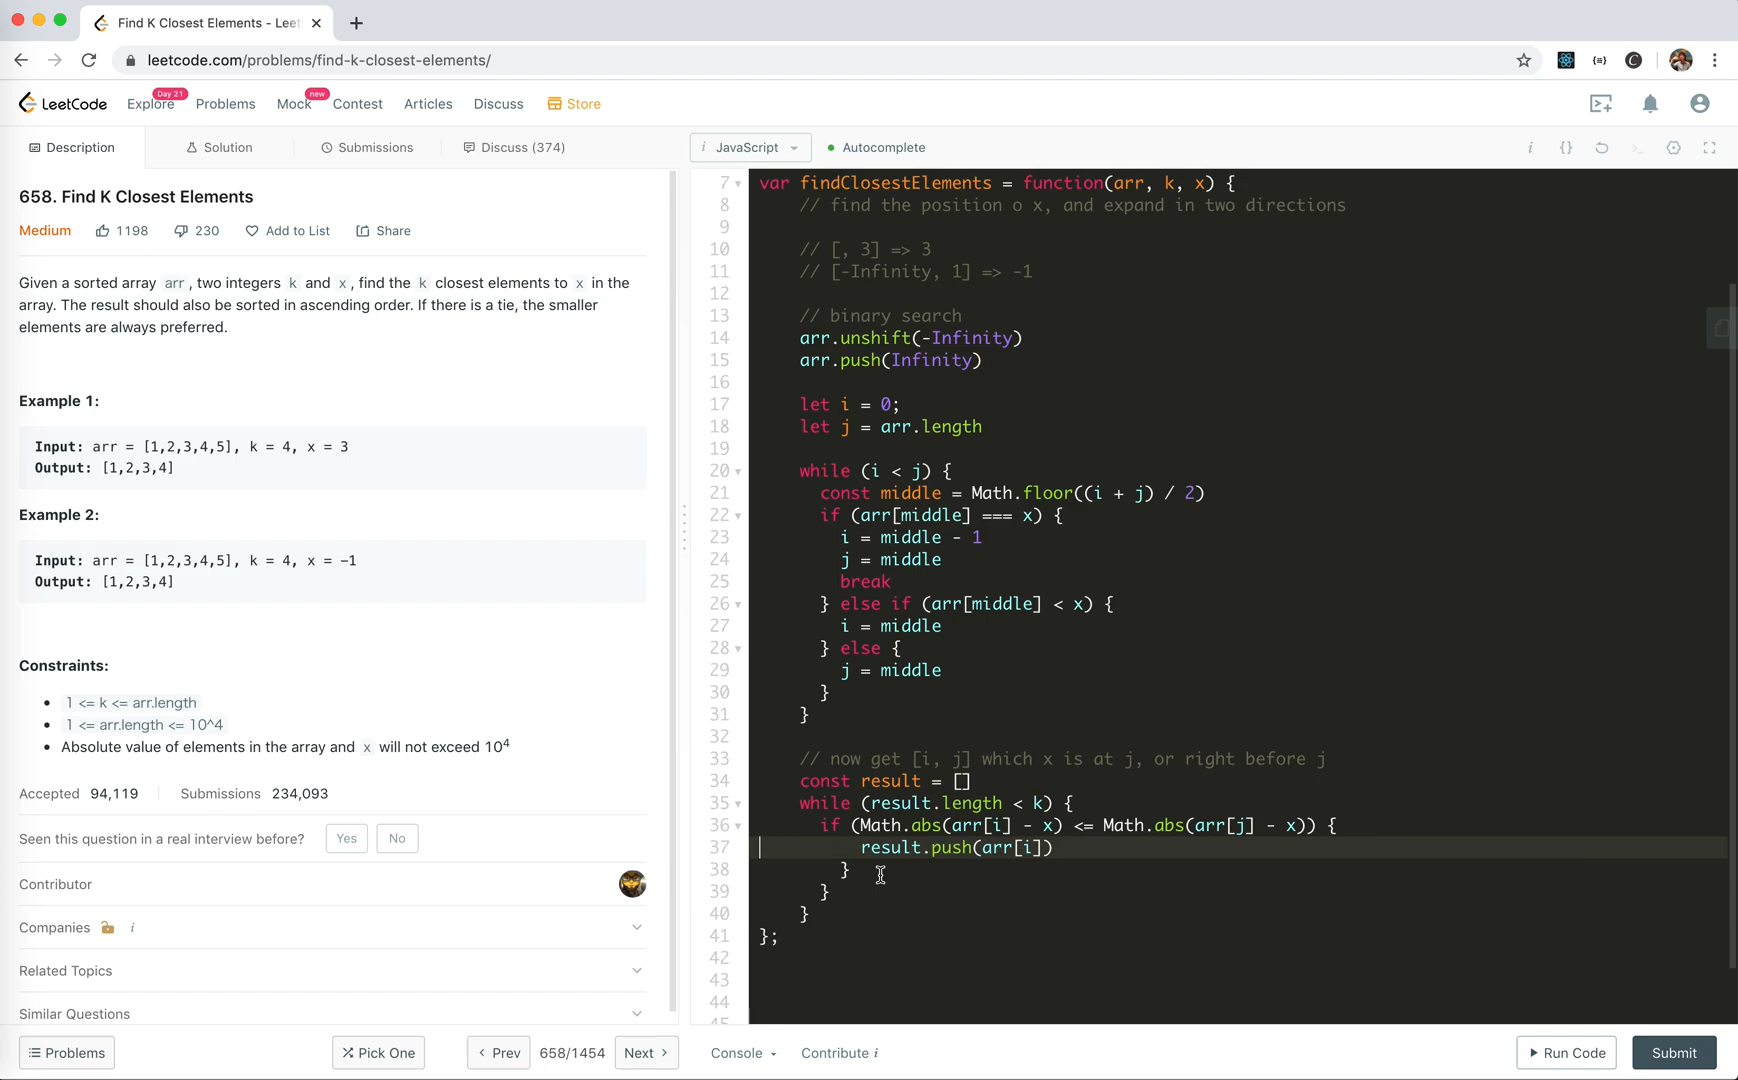 Find K Closest Elements - Leet
leetcode.com/problems/find-k-closest-elements/
LeetCode
Explore
Day 21
Problems
Mock
new
Contest
Articles
Discuss
Store
Description
Solution
Submissions
Discuss (374)
i JavaScript
Autocomplete
658. Find K Closest Elements
Medium
1198
230
Add to List
Share
Given a sorted array arr, two integers k and x, find the k closest elements to x in the
array. The result should also be sorted in ascending order. If there is a tie, the smaller
elements are always preferred.
Example 1:
Input: arr = [1,2,3,4,5], k = 4, x = 3
Output: [1,2,3,4]
Example 2:
Input: arr = [1,2,3,4,5], k = 4, x = -1
Output: [1,2,3,4]
Constraints:
1 <= k <= arr.length
1 <= arr.length <= 10^4
Absolute value of elements in the array and x will not exceed 10⁴
Accepted 94,119
Submissions 234,093
Seen this question in a real interview before?
Yes
No
Contributor
Companies i
Related Topics
Similar Questions
Problems
Pick One
Prev
658/1454
Next
7 var findClosestElements = function(arr, k, x) {
8 // find the position o x, and expand in two directions
9
10 // [, 3] => 3
11 // [-Infinity, 1] => -1
12
13 // binary search
14 arr.unshift(-Infinity)
15 arr.push(Infinity)
16
17 let i = 0;
18 let j = arr.length
19
20 while (i < j) {
21 const middle = Math.floor((i + j) / 2)
22 if (arr[middle] === x) {
23 i = middle - 1
24 j = middle
25 break
26 } else if (arr[middle] < x) {
27 i = middle
28 } else {
29 j = middle
30 }
31 }
32
33 // now get [i, j] which x is at j, or right before j
34 const result = []
35 while (result.length < k) {
36 if (Math.abs(arr[i] - x) <= Math.abs(arr[j] - x)) {
37 result.push(arr[i])
38 }
39 }
40 }
41 };
42
43
44
45
Console
Contribute i
Run Code
Submit